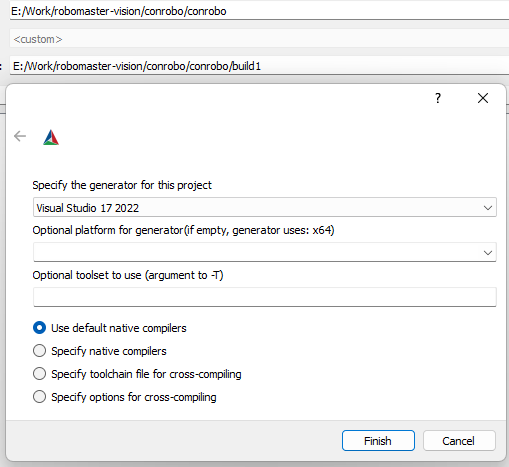 E:/Work/robomaster-vision/conrobo/conrobo
<custom>
E:/Work/robomaster-vision/conrobo/conrobo/build1
?
Specify the generator for this project
Visual Studio 17 2022
Optional platform for generator(if empty, generator uses: x64)
Optional toolset to use (argument to -T)
Use default native compilers
Specify native compilers
Specify toolchain file for cross-compiling
Specify options for cross-compiling
Finish Cancel